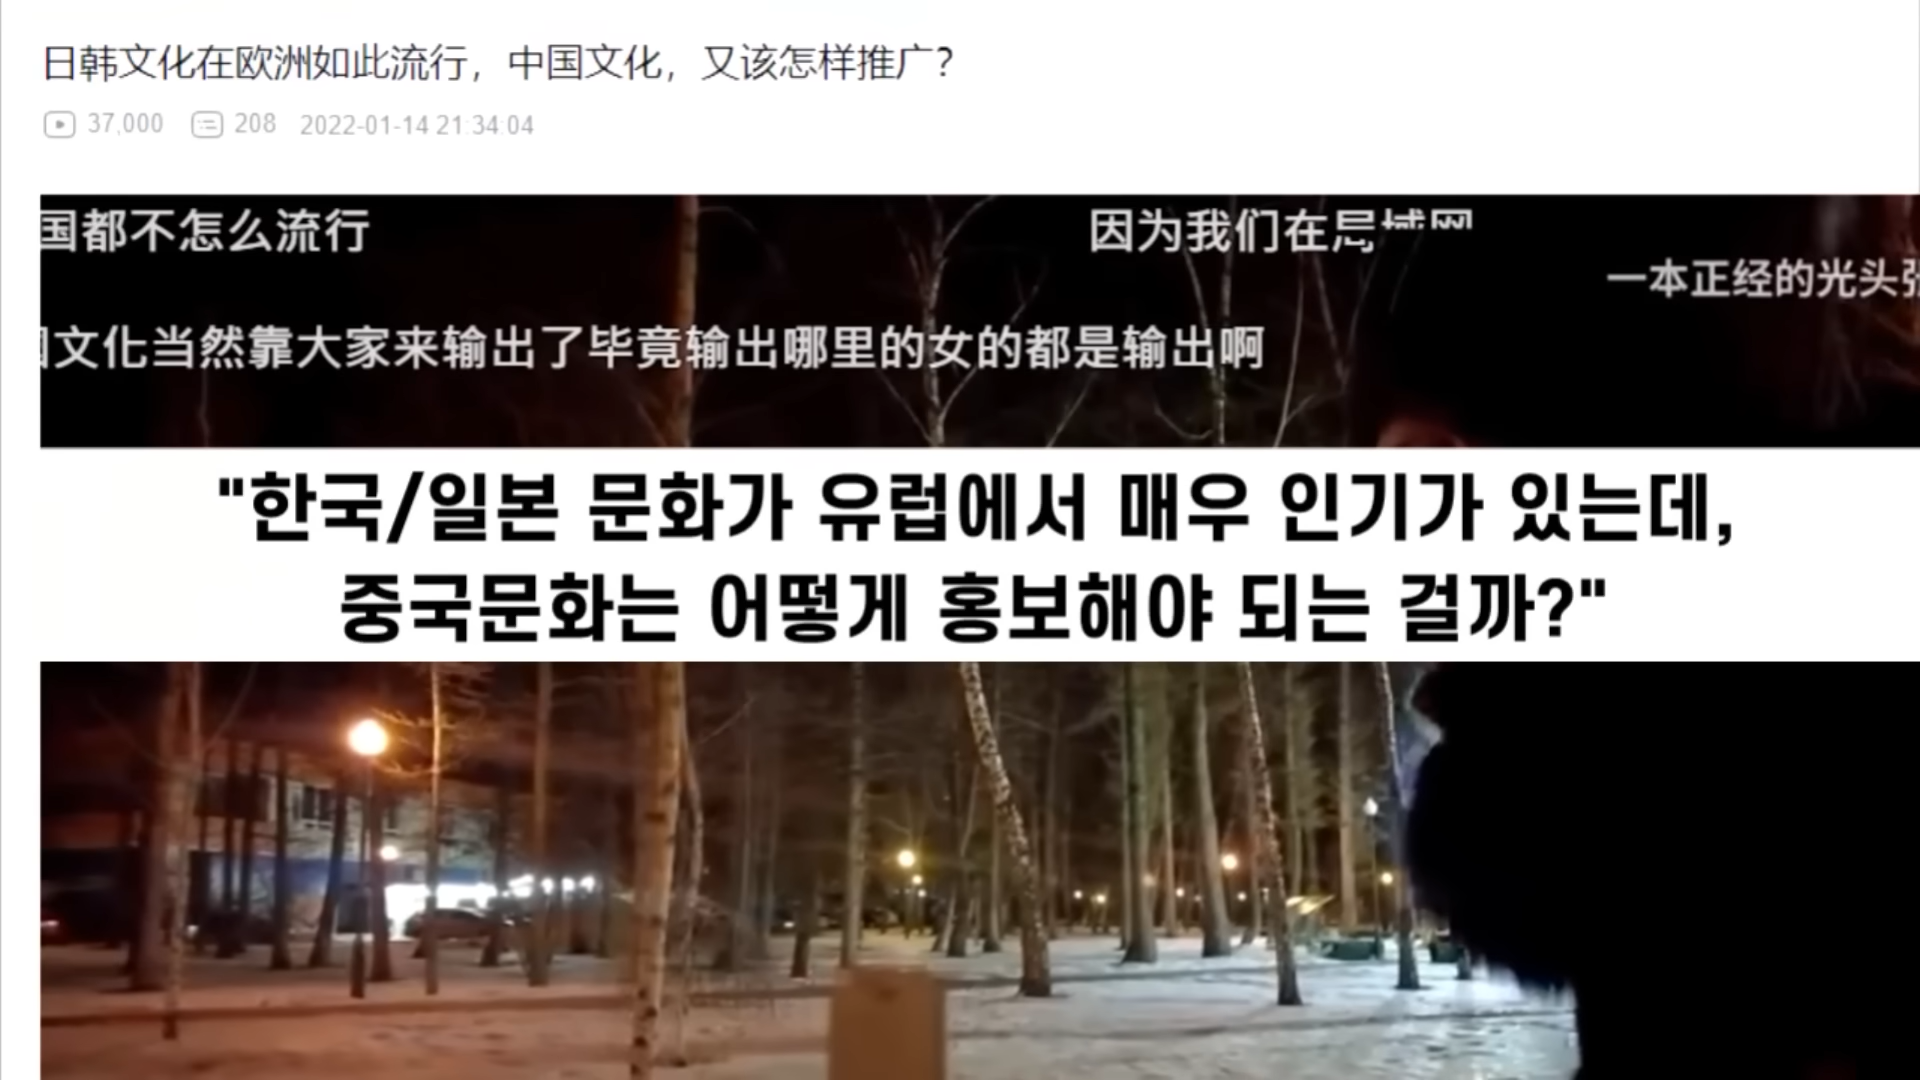 日韩文化在欧洲如此流行，中国文化，又该怎样推广？
37,000 208 2022-01-14 21:34:04
国都不怎么流行
因为我们在局域网
一本正经的光头
文化当然靠大家来输出了毕竟输出哪里的女的都是输出啊
"한국/일본 문화가 유럽에서 매우 인기가 있는데,
중국문화는 어떻게 홍보해야 되는 걸까?"